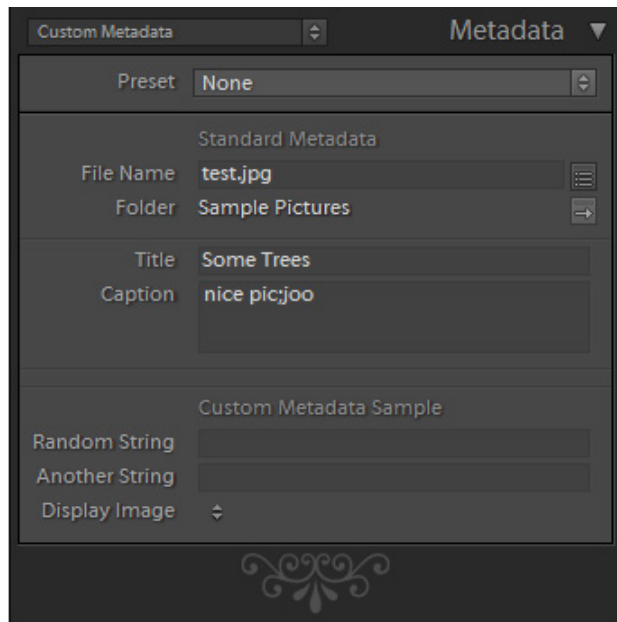 Custom Metadata Metadata
Preset None
Standard Metadata
File Name test.jpg
Folder Sample Pictures
Title Some Trees
Caption nice pic;joo
Custom Metadata Sample
Random String
Another String
Display Image